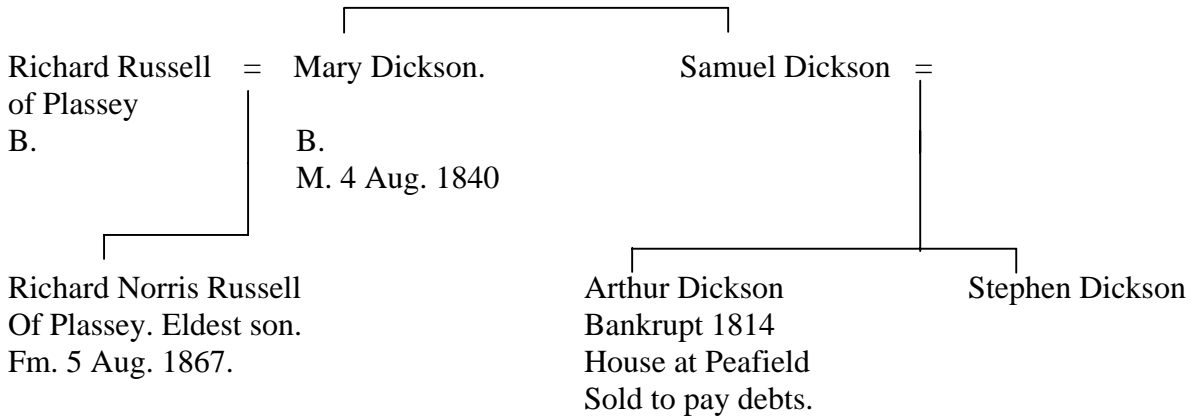 Richard Russell = Mary Dickson. Samuel Dickson =
of Plassey
B. B.
M. 4 Aug. 1840
Richard Norris Russell Arthur Dickson Stephen Dickson
Of Plassey. Eldest son. Bankrupt 1814
Fm. 5 Aug. 1867. House at Peafield
Sold to pay debts.